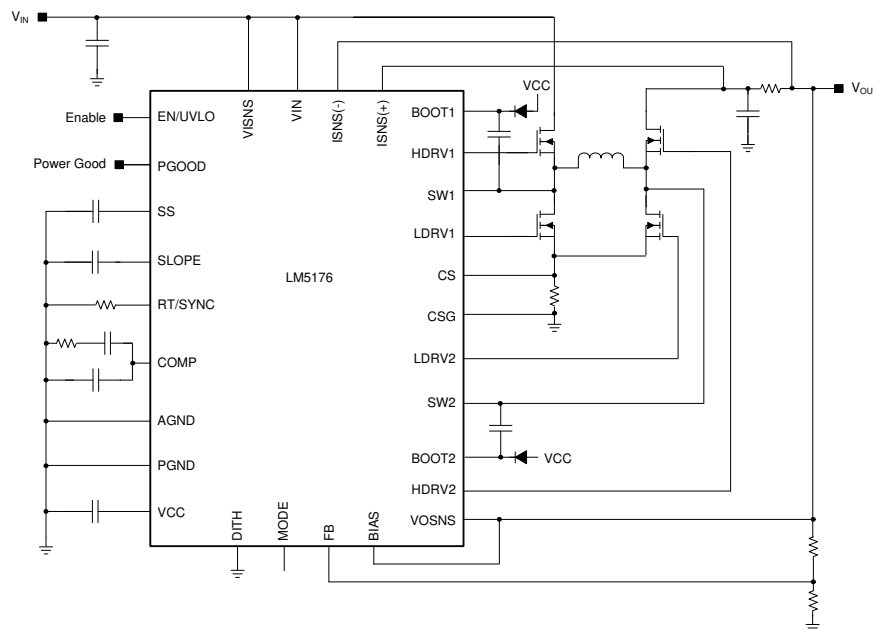 VIN
VCC
VOU
Enable
EN/UVLO
VISNS
VIN
ISNS(-)
ISNS(+)
BOOT1
Power Good
PGOOD
HDRV1
SS
SW1
LDRV1
SLOPE
LM5176
CS
RT/SYNC
CSG
COMP
LDRV2
SW2
AGND
BOOT2
VCC
PGND
HDRV2
VCC
DITH
MODE
FB
BIAS
VOSNS